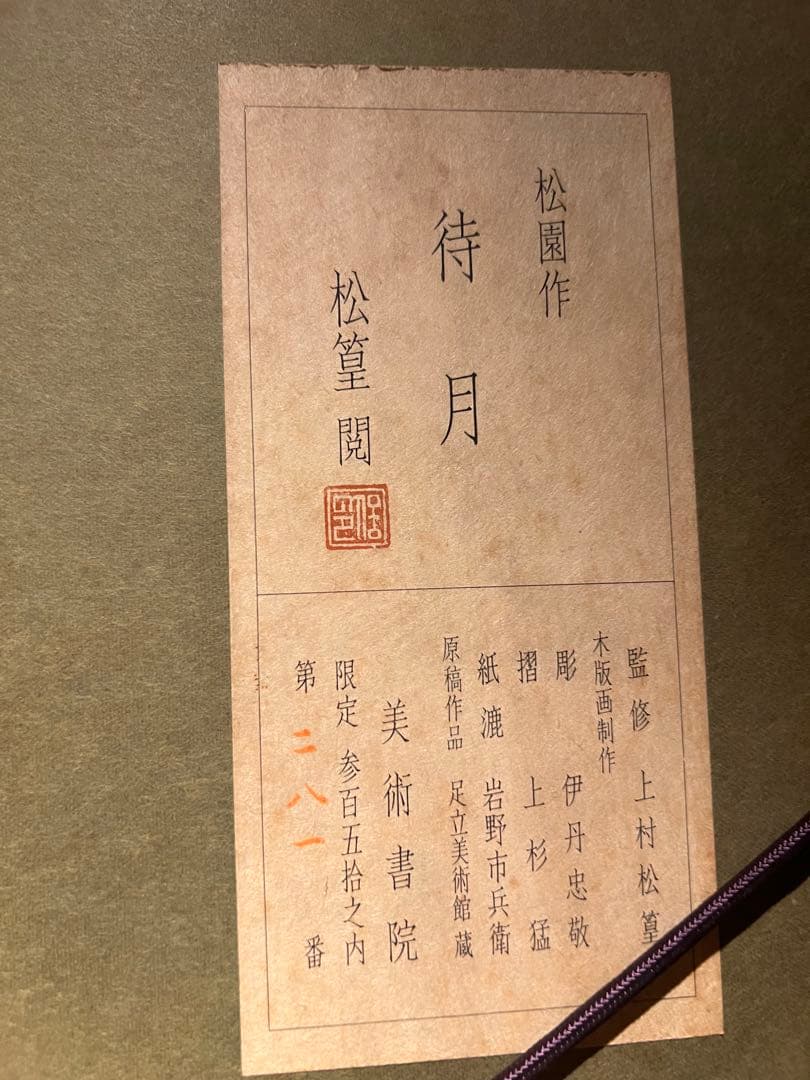 松園作
待月
松篁 閲
監修 上村松篁
木版画制作
彫 伊丹忠敬
摺 上杉猛
紙漉 岩野市兵衛
原稿作品 足立美術館蔵
美術書院
限定 参百五拾之内
第 二八一 番